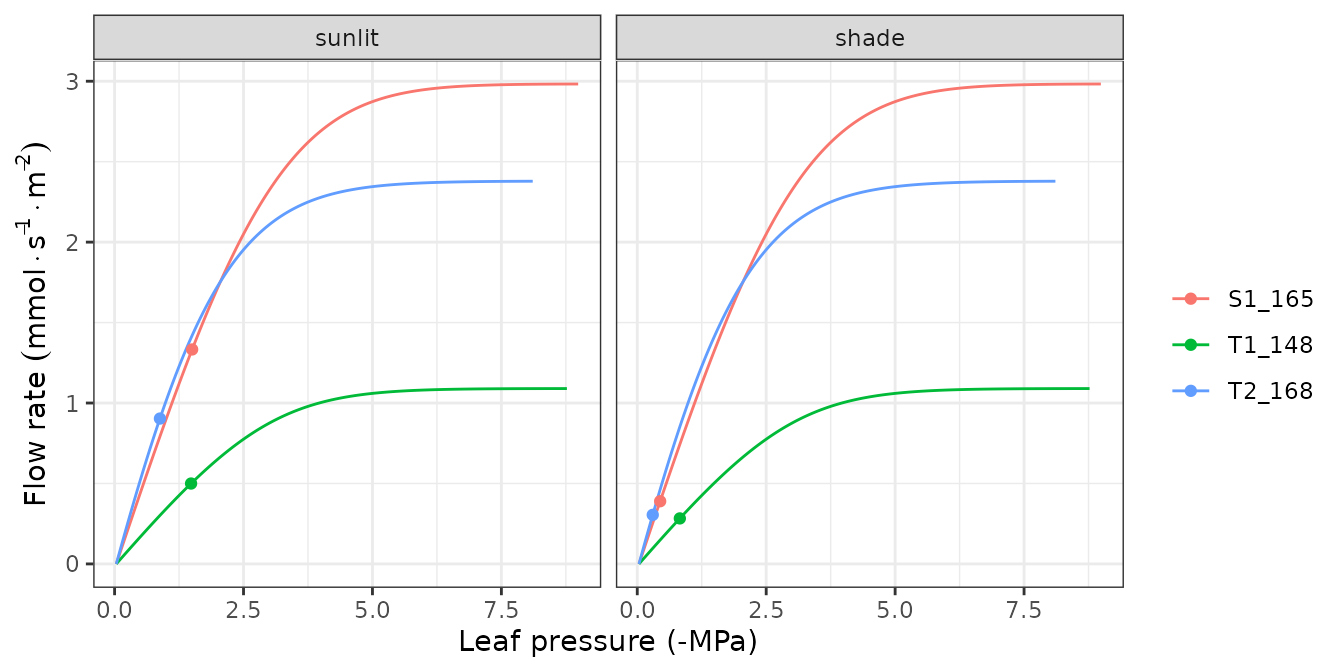 sunlit
shade
Flow rate (mmol·s⁻¹·m⁻²)
3
2
1
0
0.0 2.5 5.0 7.5
0.0 2.5 5.0 7.5
Leaf pressure (-MPa)
S1_165
T1_148
T2_168